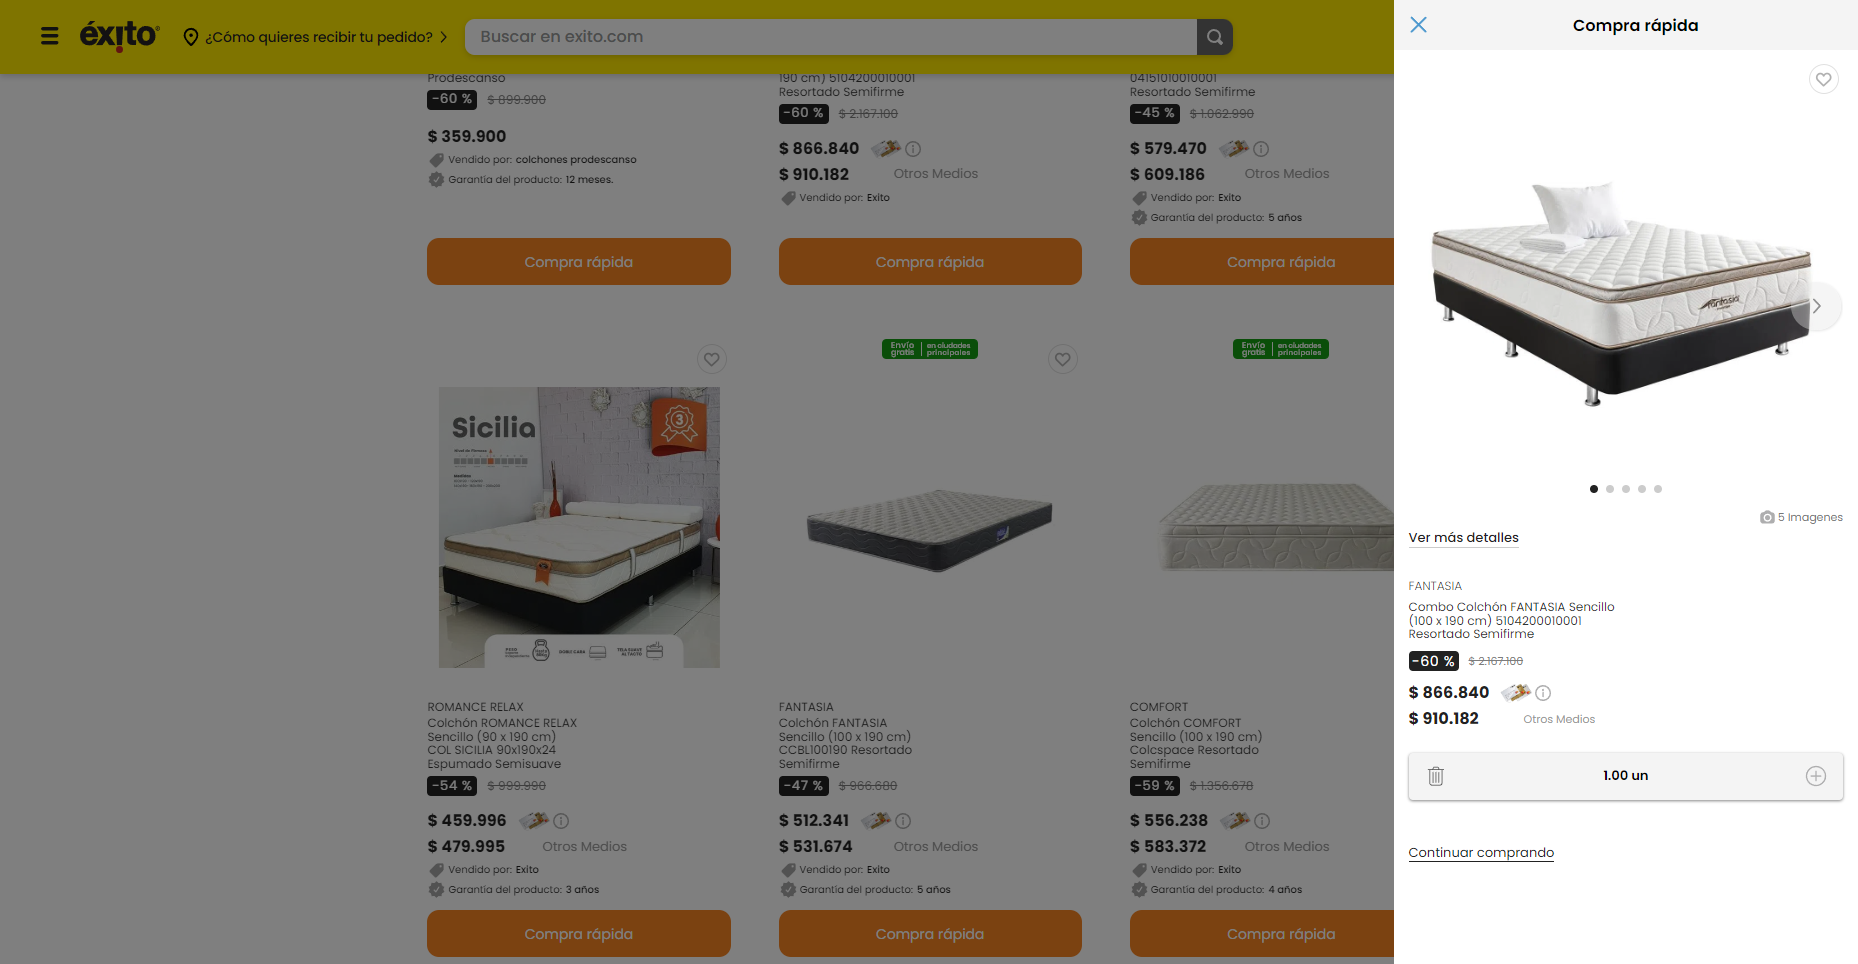 éxito
¿Cómo quieres recibir tu pedido?
Buscar en exito.com
Compra rápida
Prodescanso
-60 % $ 899.900
$ 359.900
Vendido por: colchones prodescanso
Garantía del producto: 12 meses.
Compra rápida
190 cm) 5104200010001
Resortado Semifirme
-60 % $ 2.167.100
$ 866.840
$ 910.182 Otros Medios
Vendido por: Exito
Compra rápida
04151010010001
Resortado Semifirme
-45 % $ 1.062.990
$ 579.470
$ 609.186 Otros Medios
Vendido por: Exito
Garantía del producto: 5 años
Compra rápida
Sicilia
3
ROMANCE RELAX
Colchón ROMANCE RELAX
Sencillo (90 x 190 cm)
COL SICILIA 90x190x24
Espumado Semisuave
-54 % $ 999.990
$ 459.996
$ 479.995 Otros Medios
Vendido por: Exito
Garantía del producto: 3 años
Compra rápida
Envío gratis en ciudades principales
FANTASIA
Colchón FANTASIA
Sencillo (100 x 190 cm)
CCBL100190 Resortado
Semifirme
-47 % $ 966.680
$ 512.341
$ 531.674 Otros Medios
Vendido por: Exito
Garantía del producto: 5 años
Compra rápida
Envío gratis en ciudades principales
COMFORT
Colchón COMFORT
Sencillo (100 x 190 cm)
Colcspace Resortado
Semifirme
-59 % $ 1.356.678
$ 556.238
$ 583.372 Otros Medios
Vendido por: Exito
Garantía del producto: 4 años
Compra rápida
fantasia
5 Imagenes
Ver más detalles
FANTASIA
Combo Colchón FANTASIA Sencillo
(100 x 190 cm) 5104200010001
Resortado Semifirme
-60 % $ 2.167.100
$ 866.840
$ 910.182 Otros Medios
1.00 un
Continuar comprando